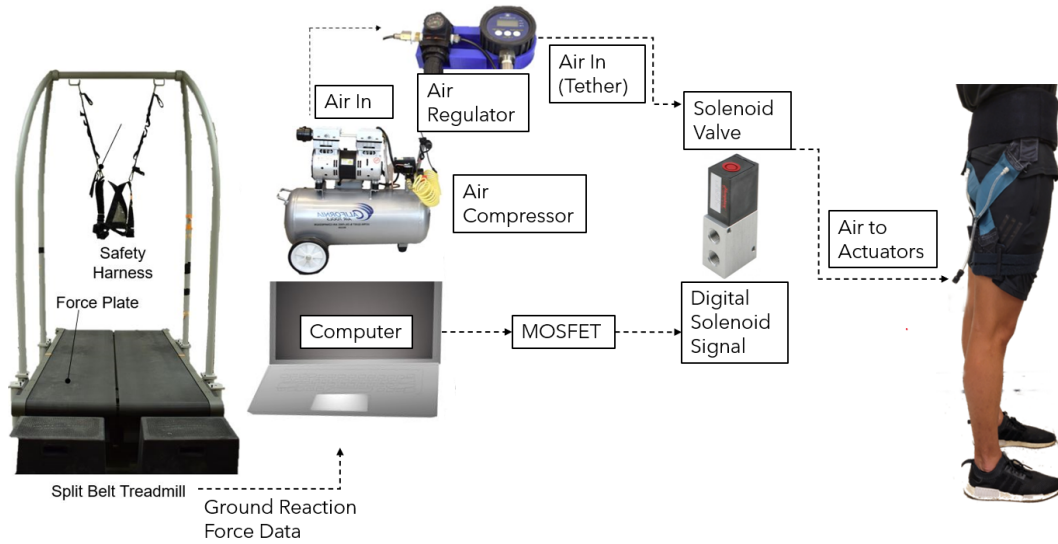 Air In
Air
Regulator
Air In
(Tether)
Solenoid
Valve
Air
Compressor
Safety
Harness
Force Plate
Air to
Actuators
Computer
MOSFET
Digital
Solenoid
Signal
Split Belt Treadmill
Ground Reaction
Force Data